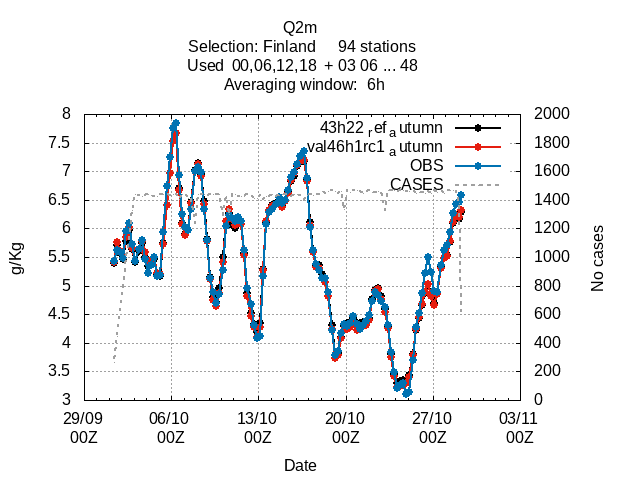 Q2m
Selection: Finland 94 stations
Used 00,06,12,18 + 03 06 ... 48
Averaging window: 6h
43h22 ref autumn
val46h1rc1 autumn
OBS
CASES
8
7.5
7
6.5
6
5.5
5
4.5
4
3.5
3
g/Kg
2000
1800
1600
1400
1200
1000
800
600
400
200
0
No cases
29/09 06/10 13/10 20/10 27/10 03/11
00Z 00Z 00Z 00Z 00Z 00Z
Date